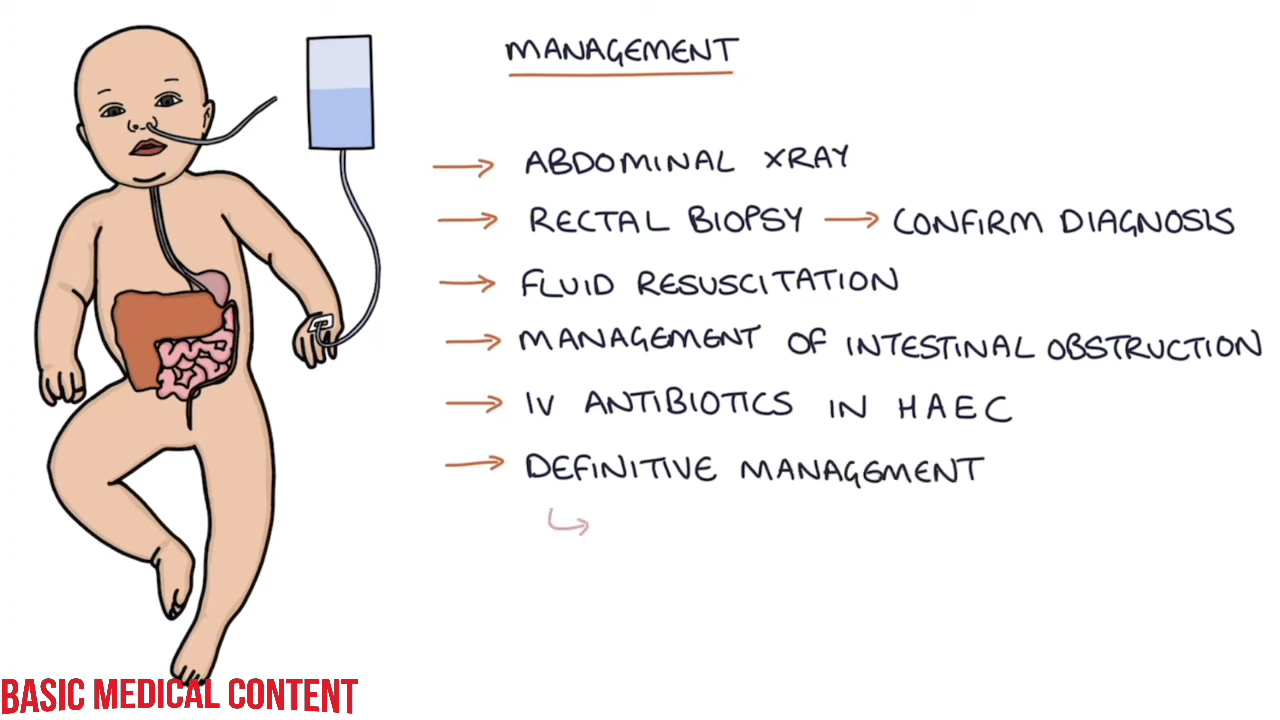 MANAGEMENT
→ ABDOMINAL XRAY
→ RECTAL BIOPSY → CONFIRM DIAGNOSIS
→ FLUID RESUSCITATION
→ MANAGEMENT OF INTESTINAL OBSTRUCTION
→ IV ANTIBIOTICS IN HAEC
→ DEFINITIVE MANAGEMENT
↳
BASIC MEDICAL CONTENT